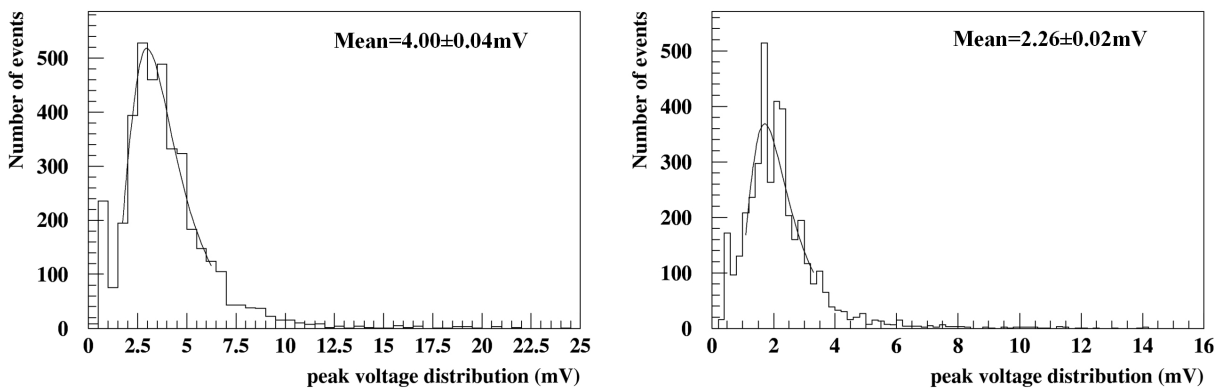 Number of events
Mean=4.00±0.04mV
500
400
300
200
100
0
0 2.5 5 7.5 10 12.5 15 17.5 20 22.5 25
peak voltage distribution (mV)
Number of events
Mean=2.26±0.02mV
500
400
300
200
100
0
0 2 4 6 8 10 12 14 16
peak voltage distribution (mV)